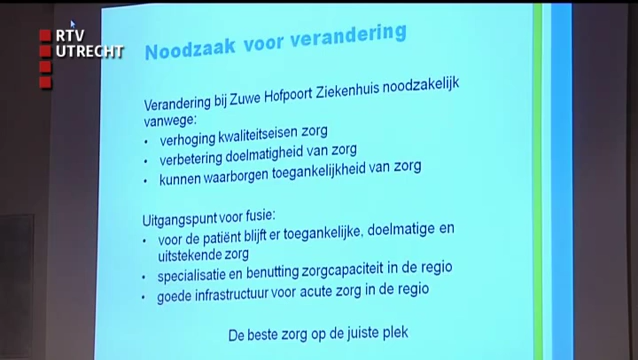 RTV
UTRECHT
Noodzaak voor verandering
Verandering bij Zuwe Hofpoort Ziekenhuis noodzakelijk
vanwege:
• verhoging kwaliteitseisen zorg
• verbetering doelmatigheid van zorg
• kunnen waarborgen toegankelijkheid van zorg
Uitgangspunt voor fusie:
• voor de patiënt blijft er toegankelijke, doelmatige en
uitstekende zorg
• specialisatie en benutting zorgcapaciteit in de regio
• goede infrastructuur voor acute zorg in de regio
De beste zorg op de juiste plek